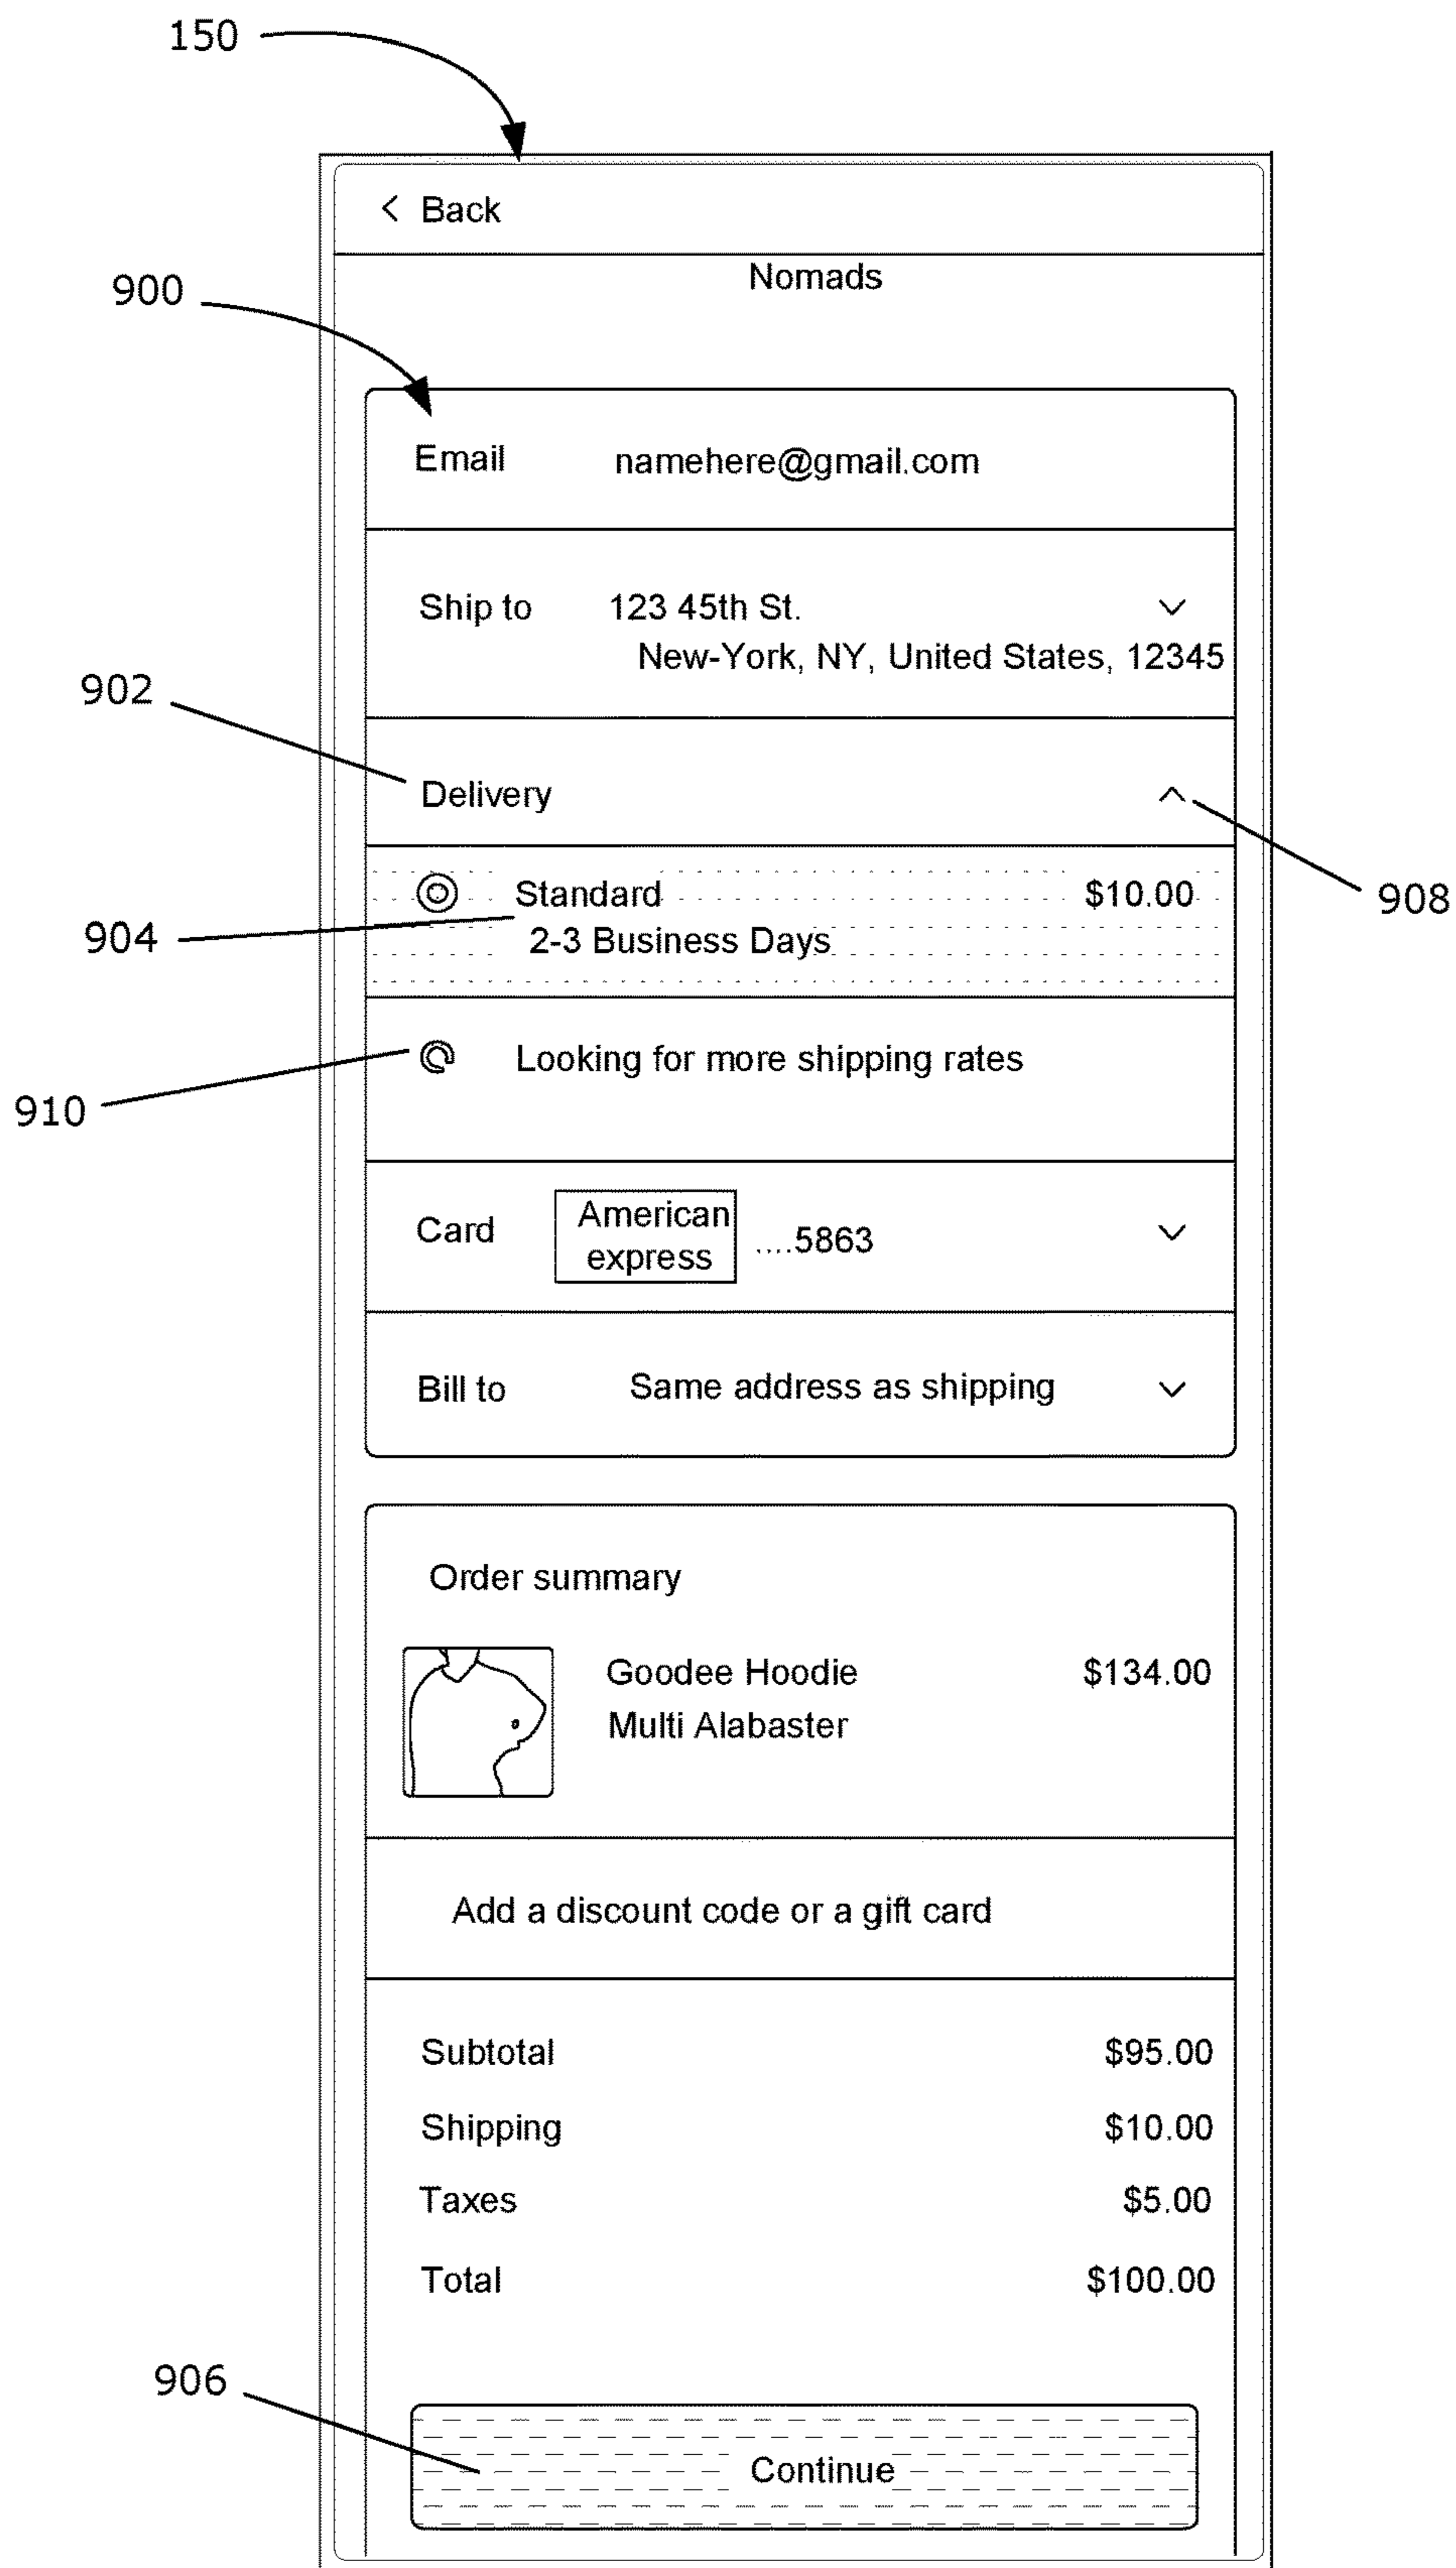 150
< Back
Nomads
900
Email namehere@gmail.com
Ship to 123 45th St.
New-York, NY, United States, 12345
902
Delivery
908
Standard $10.00
904
2-3 Business Days
Looking for more shipping rates
910
Card American express ....5863
Bill to Same address as shipping
Order summary
Goodee Hoodie $134.00
Multi Alabaster
Add a discount code or a gift card
Subtotal $95.00
Shipping $10.00
Taxes $5.00
Total $100.00
906
Continue